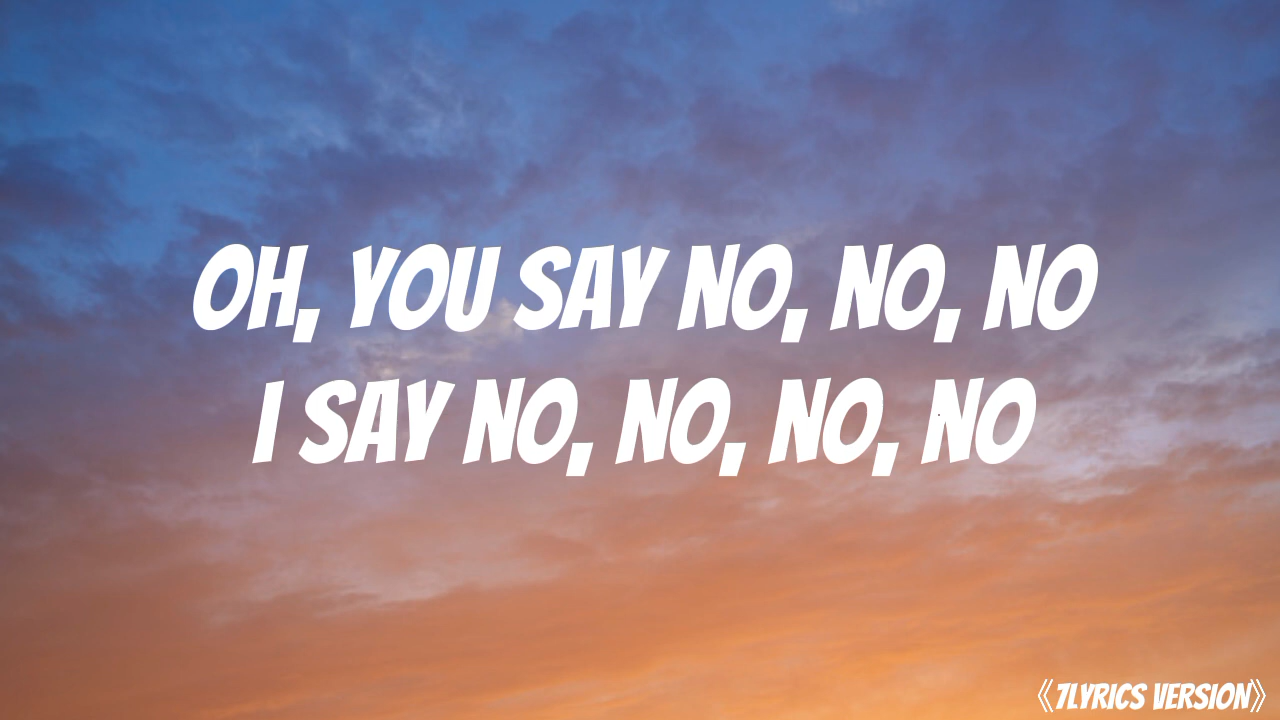 OH, YOU SAY NO, NO, NO
I SAY NO, NO, NO, NO
《7LYRICS VERSION》